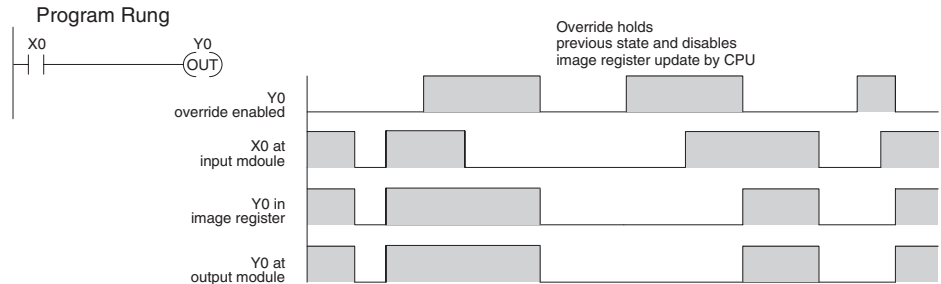 Program Rung
X0
Y0
OUT
Override holds
previous state and disables
image register update by CPU
Y0
override enabled
X0 at
input mdoule
Y0 in
image register
Y0 at
output module